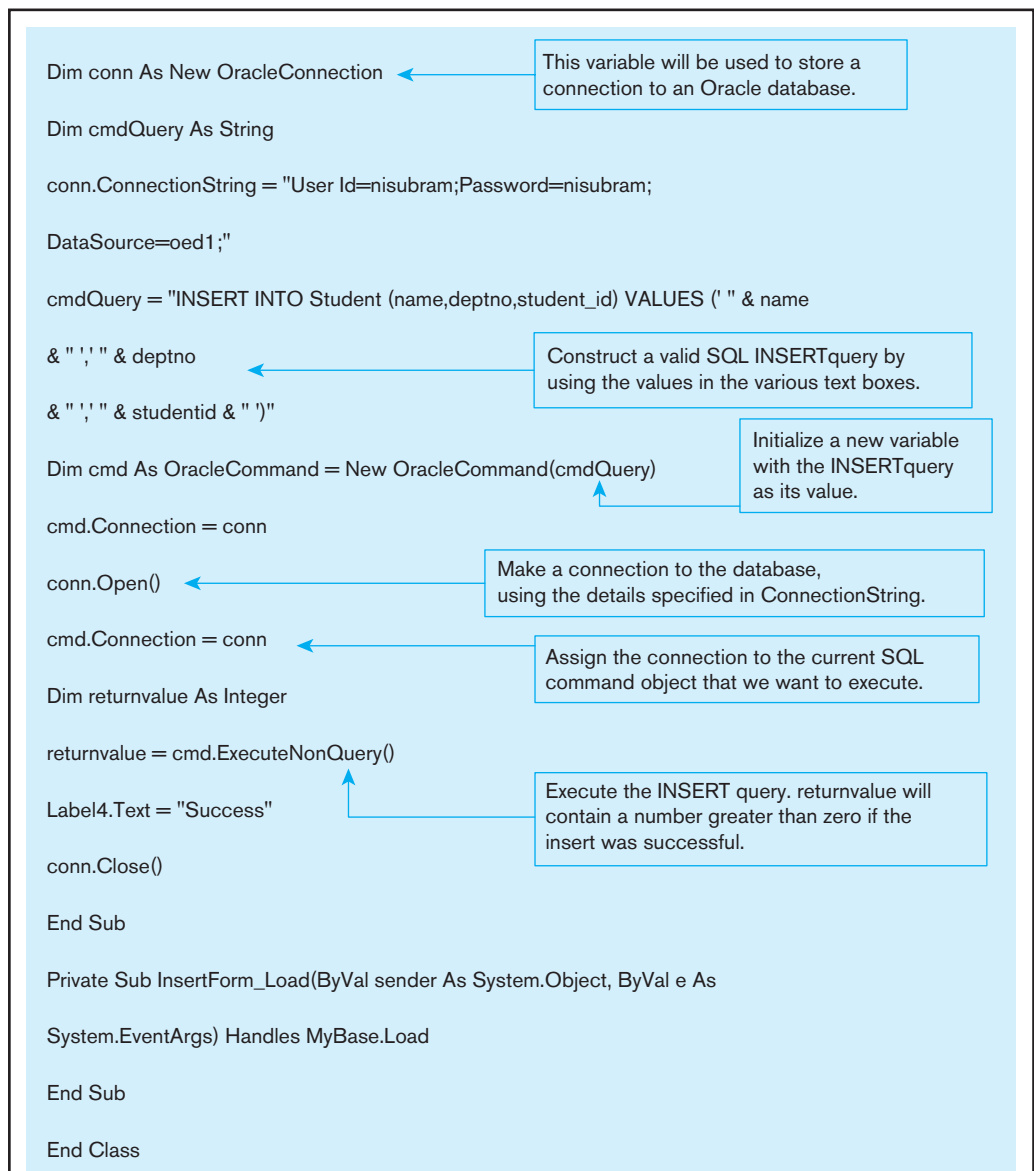 Dim conn As New OracleConnection
This variable will be used to store a
connection to an Oracle database.
Dim cmdQuery As String
conn.ConnectionString = "User Id=nisubram;Password=nisubram;
DataSource=oed1;"
cmdQuery = "INSERT INTO Student (name,deptno,student_id) VALUES (' " & name
& " ',' " & deptno
Construct a valid SQL INSERTquery by
using the values in the various text boxes.
& " ',' " & studentid & " ')"
Initialize a new variable
with the INSERTquery
as its value.
Dim cmd As OracleCommand = New OracleCommand(cmdQuery)
cmd.Connection = conn
conn.Open()
Make a connection to the database,
using the details specified in ConnectionString.
cmd.Connection = conn
Assign the connection to the current SQL
command object that we want to execute.
Dim returnvalue As Integer
returnvalue = cmd.ExecuteNonQuery()
Execute the INSERT query. returnvalue will
contain a number greater than zero if the
insert was successful.
Label4.Text = "Success"
conn.Close()
End Sub
Private Sub InsertForm_Load(ByVal sender As System.Object, ByVal e As
System.EventArgs) Handles MyBase.Load
End Sub
End Class